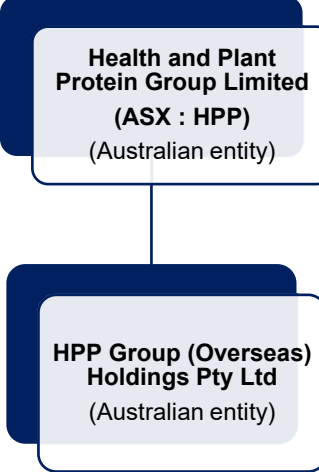 Health and Plant
Protein Group Limited
(ASX : HPP)
(Australian entity)
HPP Group (Overseas)
Holdings Pty Ltd
(Australian entity)